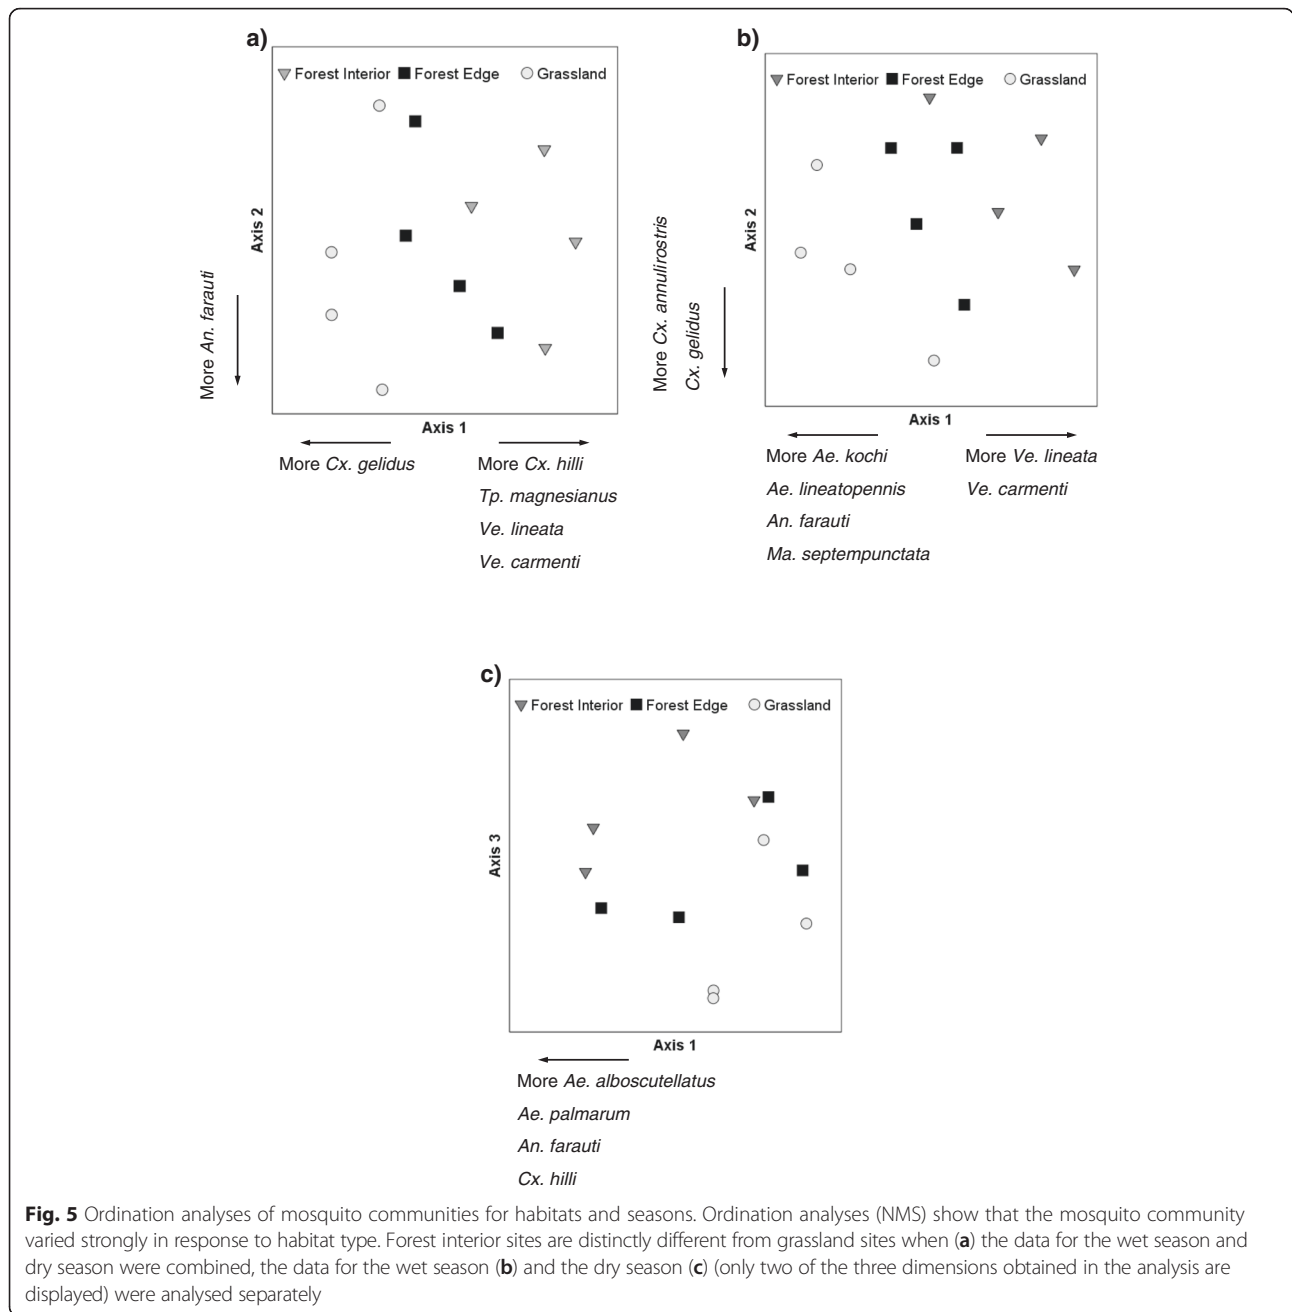 a)
Forest Interior Forest Edge Grassland
Axis 2
More An. farauti
Axis 1
More Cx. gelidus
More Cx. hilli
Tp. magnesianus
Ve. lineata
Ve. carmenti
b)
Forest Interior Forest Edge Grassland
Axis 2
More Cx. annulirostris
Cx. gelidus
Axis 1
More Ae. kochi
Ae. lineatopennis
An. farauti
Ma. septempunctata
More Ve. lineata
Ve. carmenti
c)
Forest Interior Forest Edge Grassland
Axis 3
Axis 1
More Ae. alboscutellatus
Ae. palmarum
An. farauti
Cx. hilli
Fig. 5 Ordination analyses of mosquito communities for habitats and seasons. Ordination analyses (NMS) show that the mosquito community
varied strongly in response to habitat type. Forest interior sites are distinctly different from grassland sites when (a) the data for the wet season and
dry season were combined, the data for the wet season (b) and the dry season (c) (only two of the three dimensions obtained in the analysis are
displayed) were analysed separately